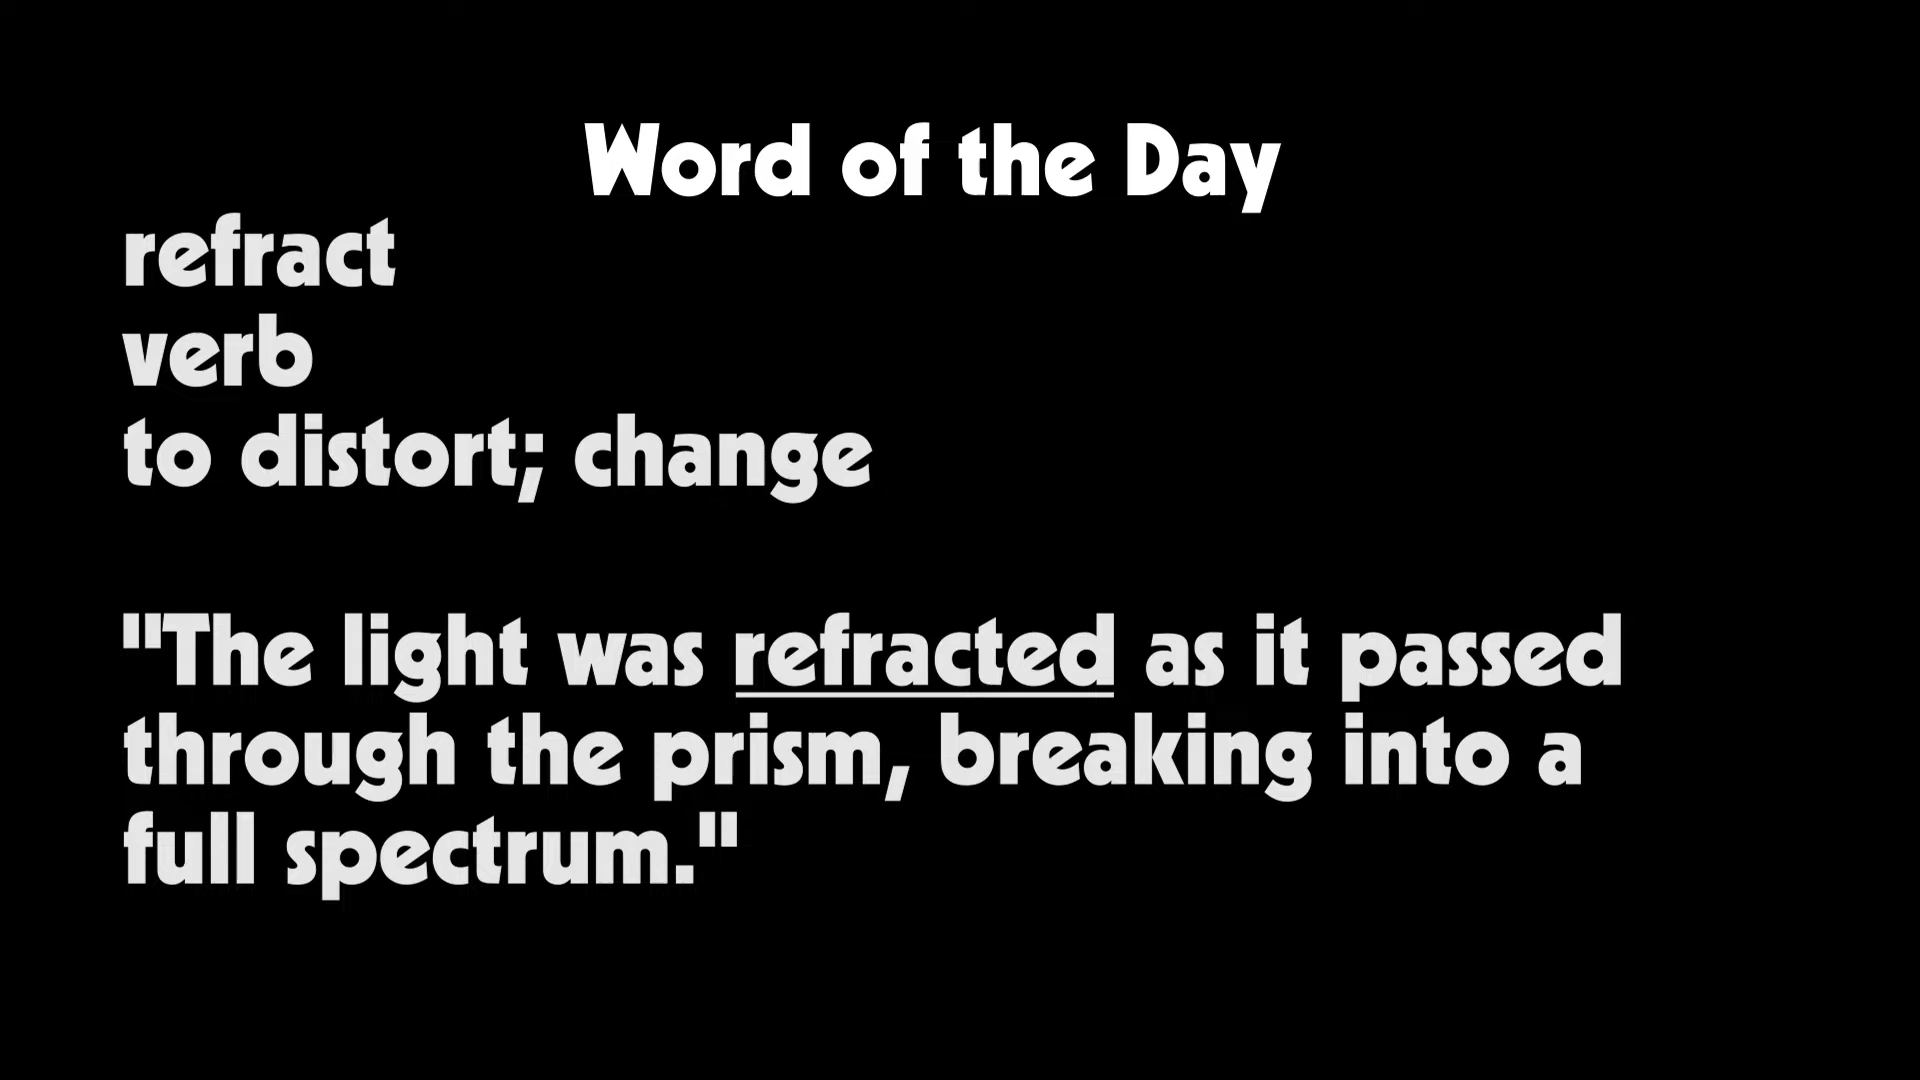 Word of the Day
refract
verb
to distort; change
"The light was refracted as it passed
through the prism, breaking into a
full spectrum."